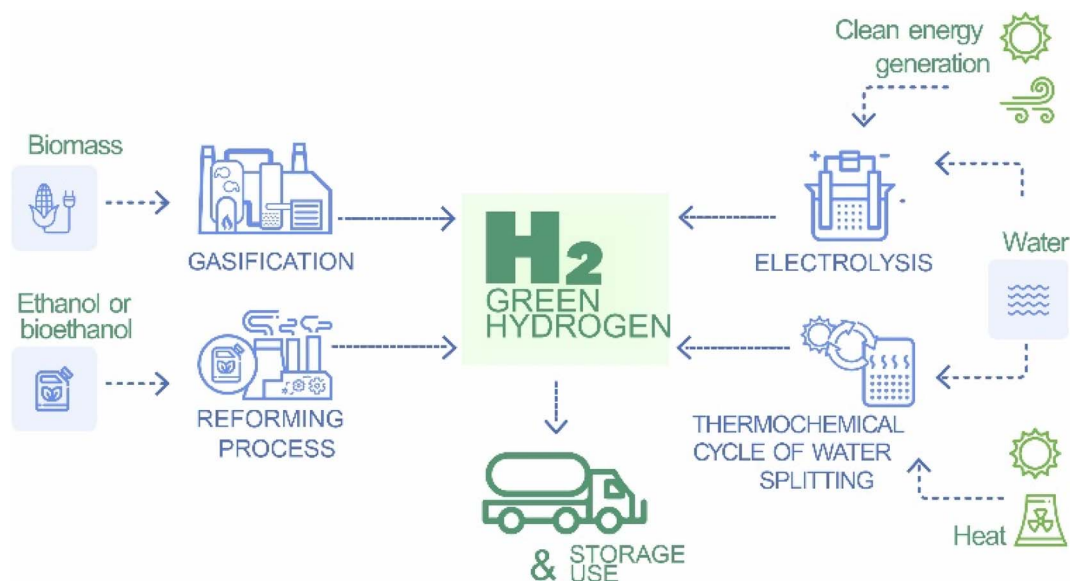 Clean energy
generation
Biomass
GASIFICATION
Ethanol or
bioethanol
REFORMING
PROCESS
H2
GREEN
HYDROGEN
+ -
ELECTROLYSIS
Water
THERMOCHEMICAL
CYCLE OF WATER
SPLITTING
Heat
& STORAGE
USE